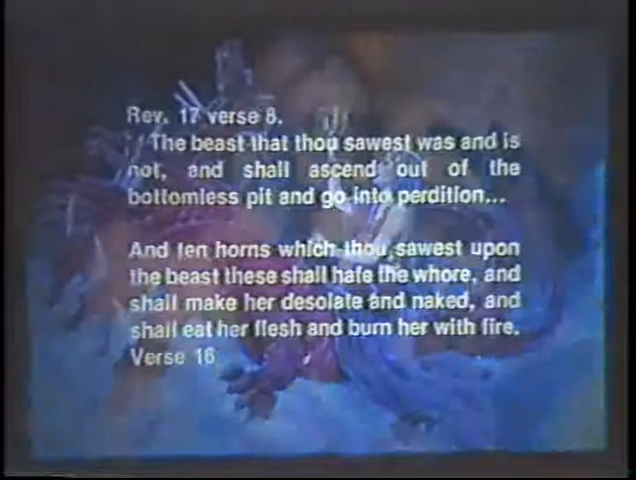 Rev. 17 verse 8.
The beast that thou sawest was and is
not, and shall ascend out of the
bottomless pit and go into perdition...
And ten horns which thou sawest upon
the beast these shall hate the whore, and
shall make her desolate and naked, and
shall eat her flesh and burn her with fire.
Verse 16